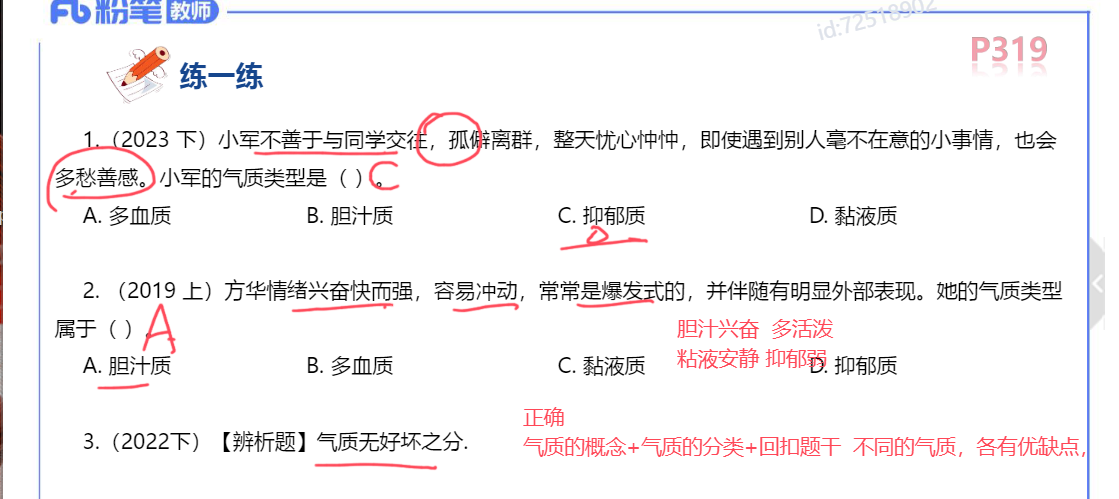 粉笔教师
id:72518902
P319
练一练
1.（2023 下）小军不善于与同学交往，孤僻离群，整天忧心忡忡，即使遇到别人毫不在意的小事情，也会
多愁善感。小军的气质类型是（ ）。C
A. 多血质 B. 胆汁质 C. 抑郁质 D. 黏液质
2. （2019 上）方华情绪兴奋快而强，容易冲动，常常是爆发式的，并伴随有明显外部表现。她的气质类型
属于（ ）。A
胆汁兴奋 多活泼
粘液安静 抑郁弱
A. 胆汁质 B. 多血质 C. 黏液质 D. 抑郁质
正确
3.（2022下）【辨析题】气质无好坏之分.
气质的概念+气质的分类+回扣题干 不同的气质，各有优缺点，